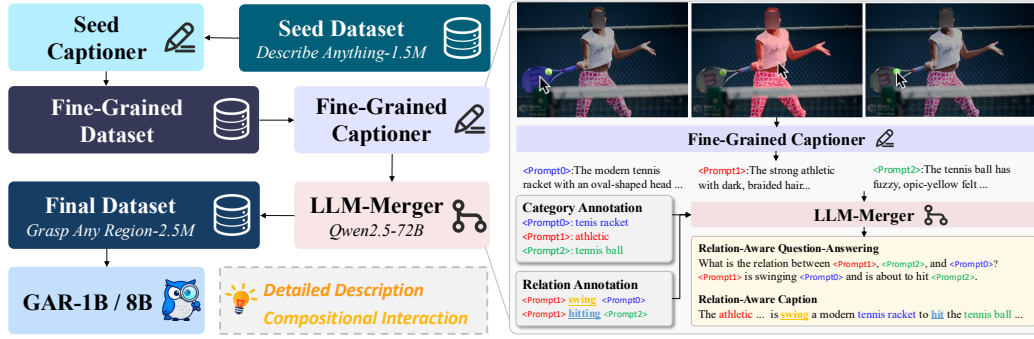 Seed
Captioner
Seed Dataset
Describe Anything-1.5M
Fine-Grained
Dataset
Fine-Grained
Captioner
Final Dataset
Grasp Any Region-2.5M
LLM-Merger
Qwen2.5-72B
GAR-1B / 8B
Detailed Description
Compositional Interaction
Fine-Grained Captioner
<Prompt0>:The modern tennis
racket with an oval-shaped head ...
<Prompt1>:The strong athletic
with dark, braided hair...
<Prompt2>:The tennis ball has
fuzzy, opic-yellow felt ...
Category Annotation
<Prompt0>: tenis racket
<Prompt1>: athletic
<Prompt2>: tennis ball
LLM-Merger
Relation Annotation
<Prompt1> swing <Prompt0>
<Prompt1> hitting <Prompt2>
Relation-Aware Question-Answering
What is the relation between <Prompt1>, <Prompt2>, and <Prompt0>?
<Prompt1> is swinging <Prompt0> and is about to hit <Prompt2>.
Relation-Aware Caption
The athletic ... is swing a modern tennis racket to hit the tennis ball ...